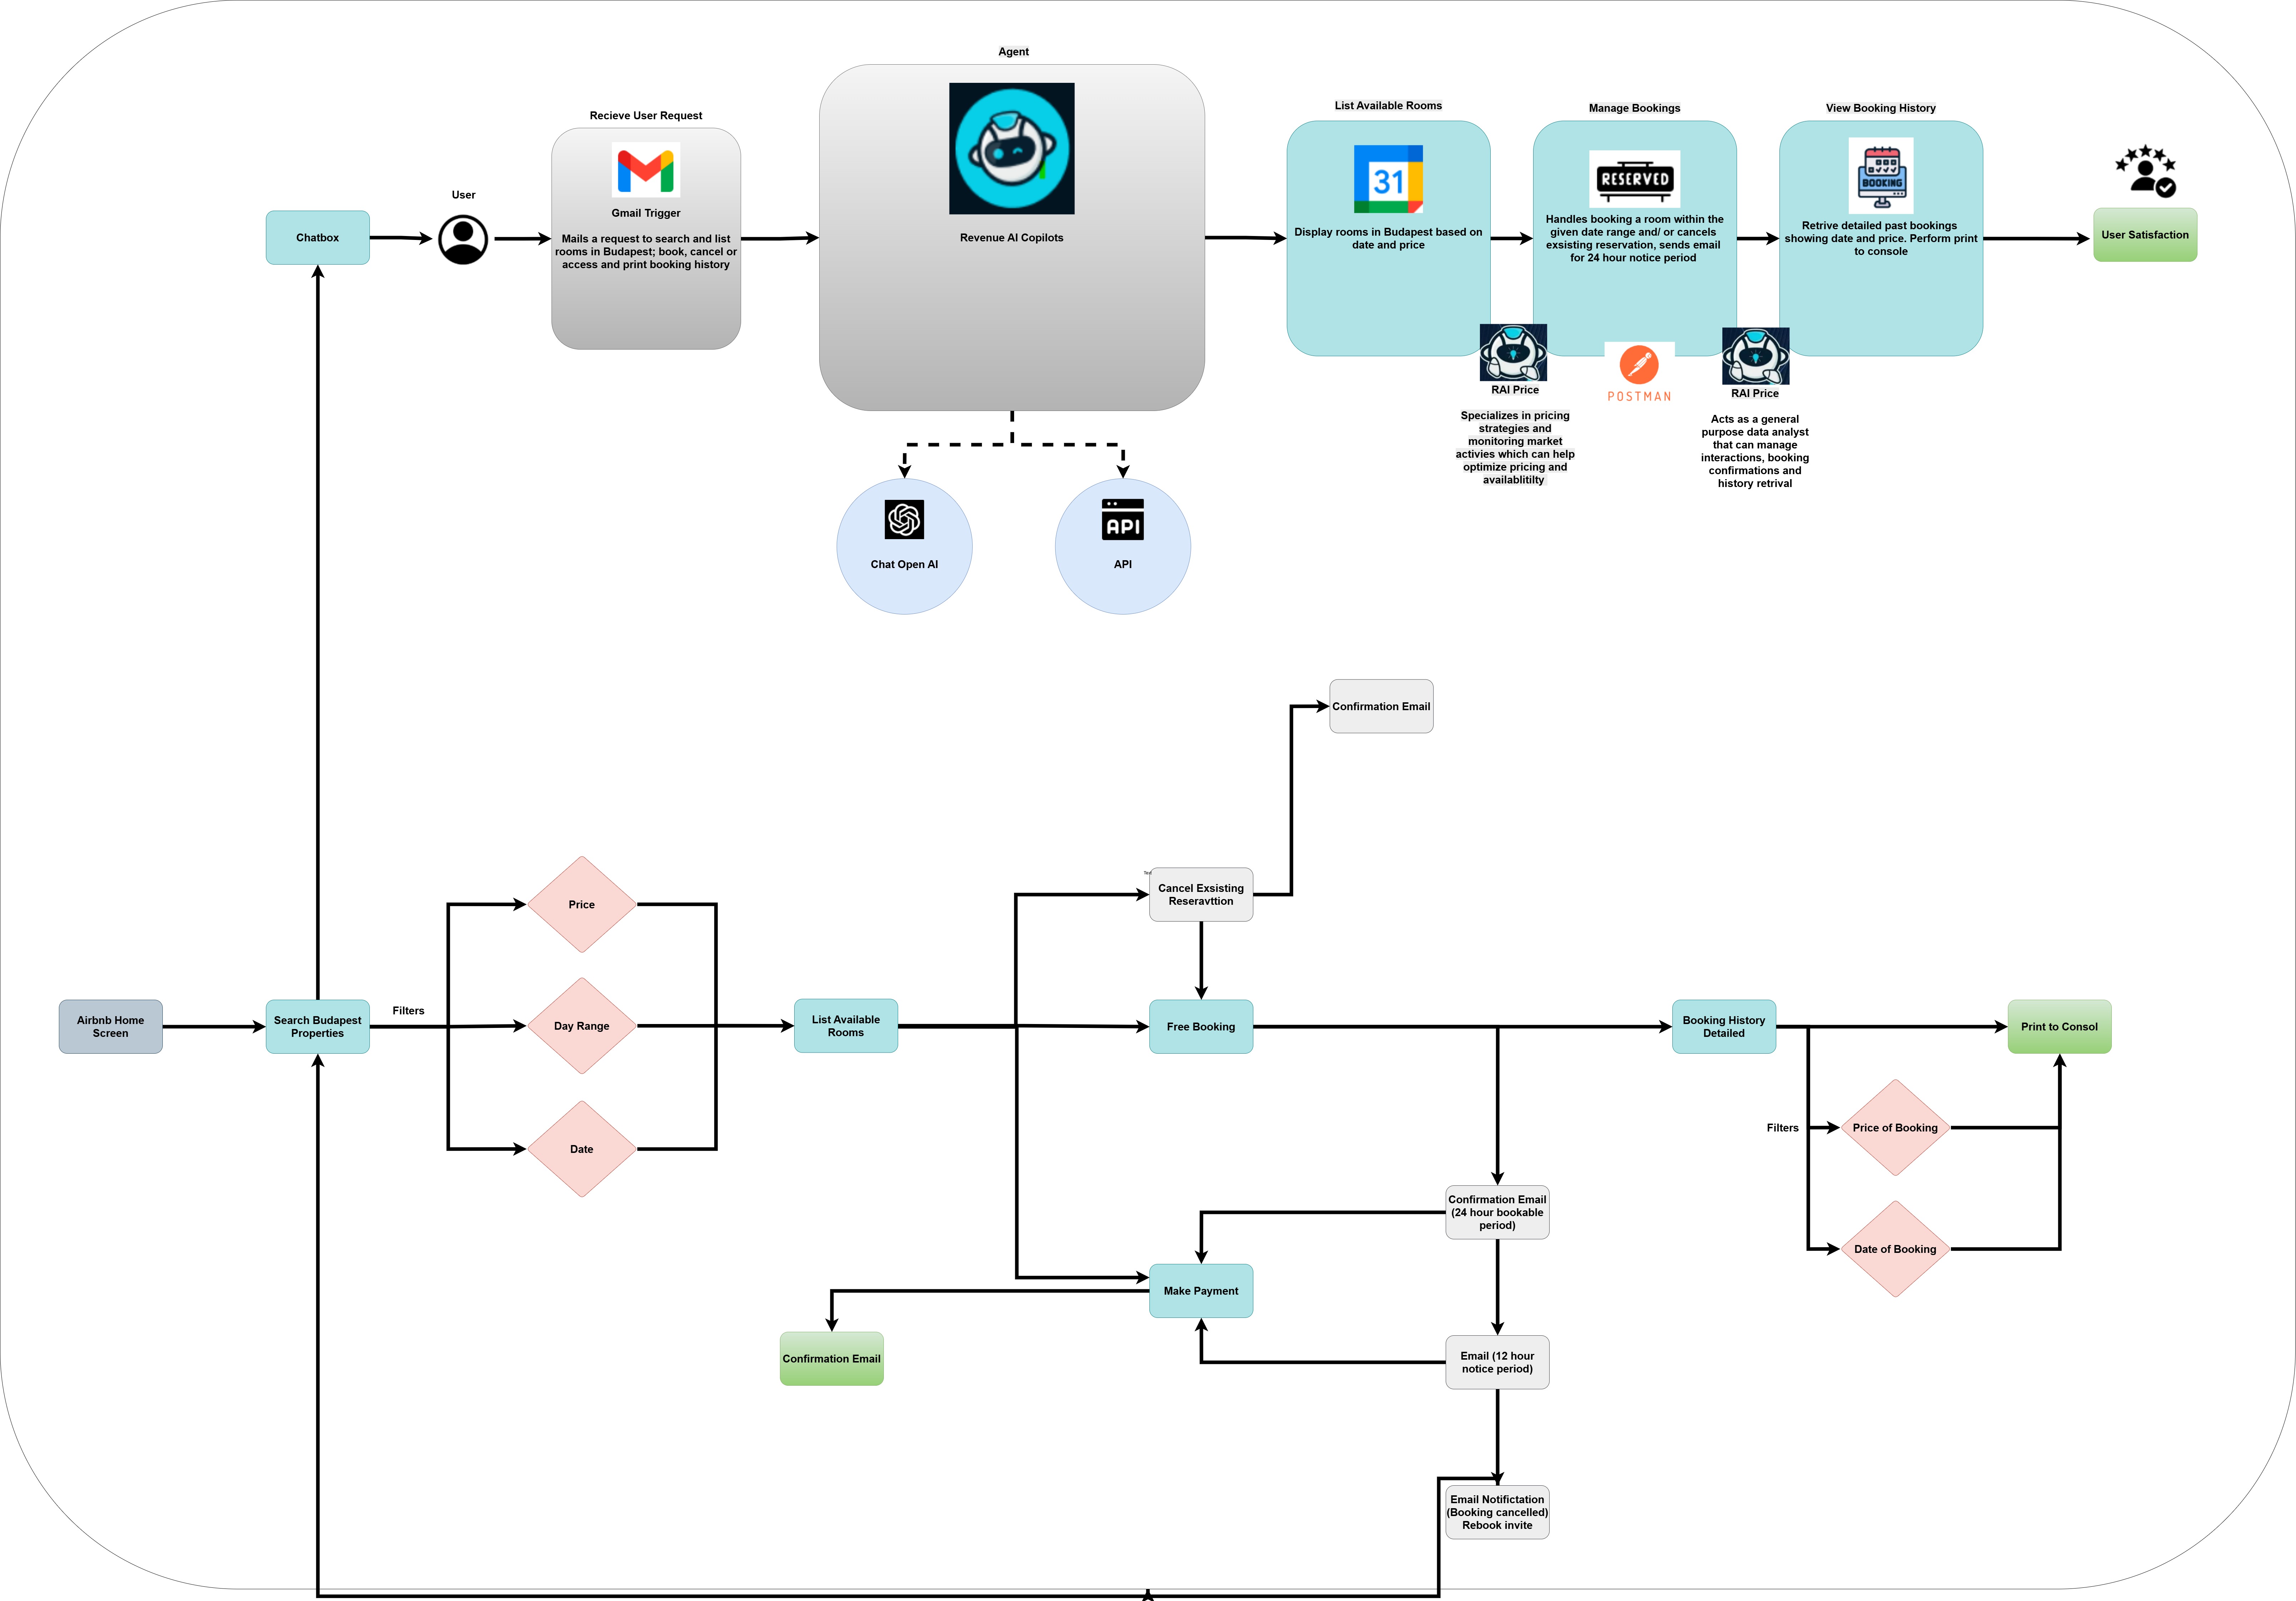 Agent
Recieve User Request
List Available Rooms
Manage Bookings
View Booking History
User
Chatbox
Gmail Trigger
Mails a request to search and list
rooms in Budapest; book, cancel or
access and print booking history
Revenue AI Copilots
31
Display rooms in Budapest based on
date and price
RESERVED
Handles booking a room within the
given date range and/ or cancels
exsisting reservation, sends email
for 24 hour notice period
BOOKING
Retrive detailed past bookings
showing date and price. Perform print
to console
User Satisfaction
RAI Price
Specializes in pricing
strategies and
monitoring market
activies which can help
optimize pricing and
availablitilty
POSTMAN
RAI Price
Acts as a general
purpose data analyst
that can manage
interactions, booking
confirmations and
history retrival
Chat Open AI
API
API
Confirmation Email
Text
Cancel Exsisting
Reseravttion
Price
Airbnb Home
Screen
Search Budapest
Properties
Filters
Day Range
List Available
Rooms
Free Booking
Booking History
Detailed
Print to Consol
Date
Filters
Price of Booking
Date of Booking
Confirmation Email
(24 hour bookable
period)
Make Payment
Confirmation Email
Email (12 hour
notice period)
Email Notifictation
(Booking cancelled)
Rebook invite